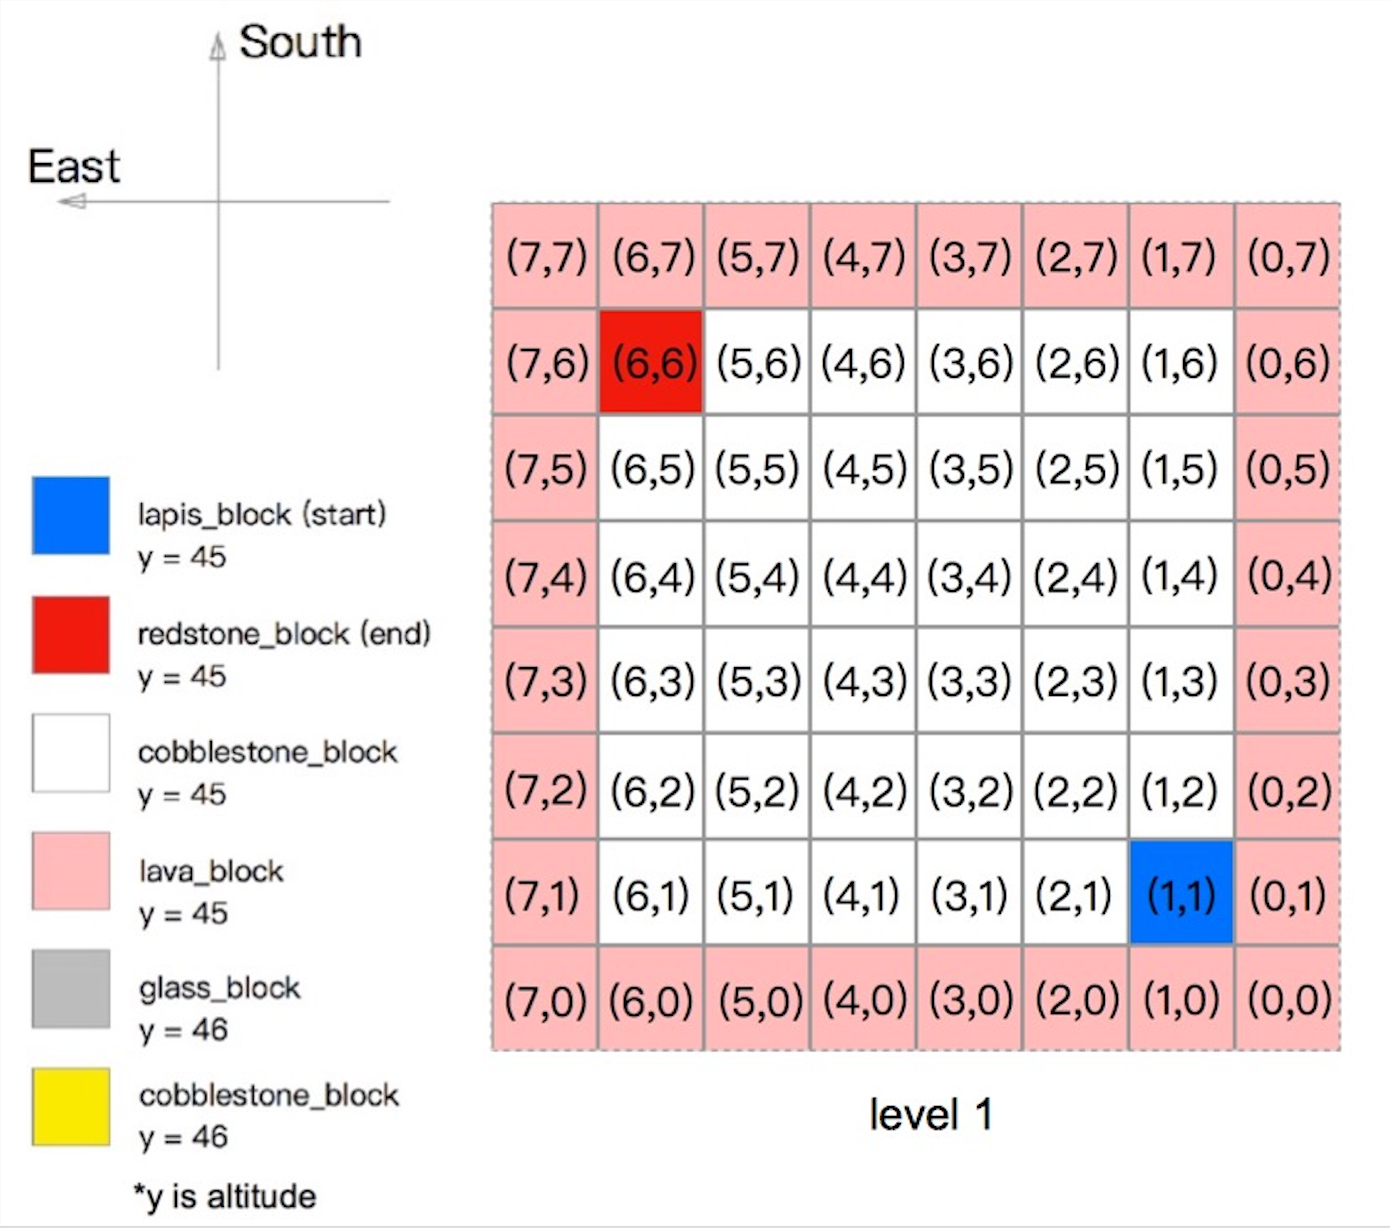 South
East
(7,7) (6,7) (5,7) (4,7) (3,7) (2,7) (1,7) (0,7)
(7,6) (6,6) (5,6) (4,6) (3,6) (2,6) (1,6) (0,6)
(7,5) (6,5) (5,5) (4,5) (3,5) (2,5) (1,5) (0,5)
(7,4) (6,4) (5,4) (4,4) (3,4) (2,4) (1,4) (0,4)
(7,3) (6,3) (5,3) (4,3) (3,3) (2,3) (1,3) (0,3)
(7,2) (6,2) (5,2) (4,2) (3,2) (2,2) (1,2) (0,2)
(7,1) (6,1) (5,1) (4,1) (3,1) (2,1) (1,1) (0,1)
(7,0) (6,0) (5,0) (4,0) (3,0) (2,0) (1,0) (0,0)
level 1
lapis_block (start)
y = 45
redstone_block (end)
y = 45
cobblestone_block
y = 45
lava_block
y = 45
glass_block
y = 46
cobblestone_block
y = 46
*y is altitude